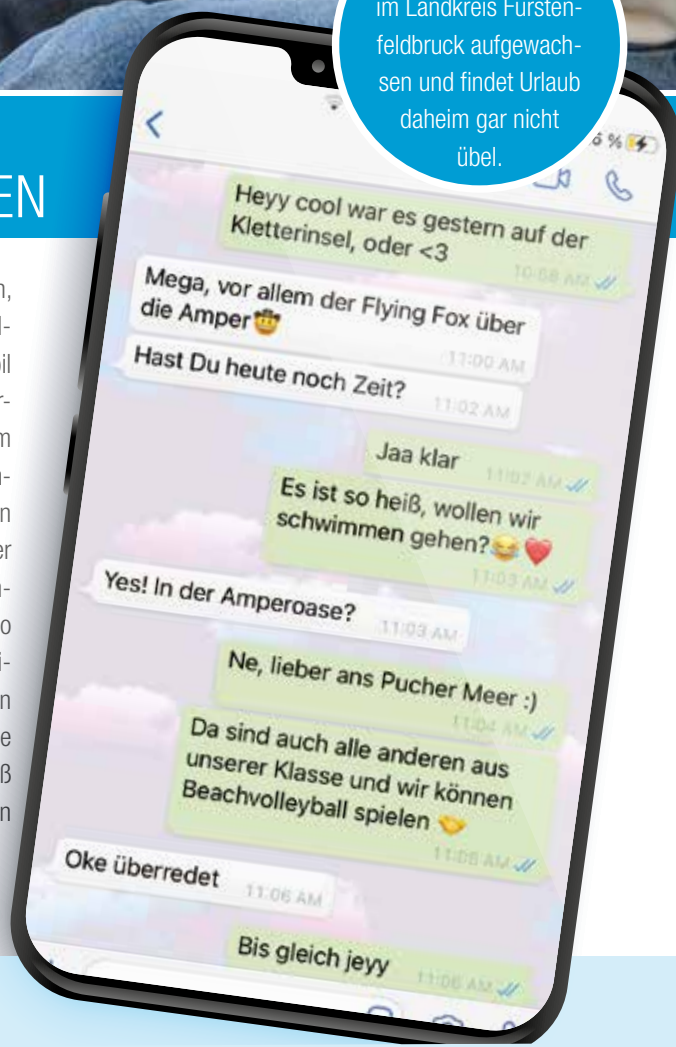 im Landkreis Fürsten-
feldbruck aufgewach-
sen und findet Urlaub
daheim gar nicht
übel.
EN
Heyy cool war es gestern auf der
Kletterinsel, oder <3
10:58 AM
Mega, vor allem der Flying Fox über
die Amper🤠
11:00 AM
Hast Du heute noch Zeit?
11:02 AM
Jaa klar
11:02 AM
Es ist so heiß, wollen wir
schwimmen gehen?😂❤️
11:03 AM
Yes! In der Amperoase?
11:03 AM
Ne, lieber ans Pucher Meer :)
11:04 AM
Da sind auch alle anderen aus
unserer Klasse und wir können
Beachvolleyball spielen 🤝
11:06 AM
Oke überredet
11:06 AM
Bis gleich jeyy
11:06 AM